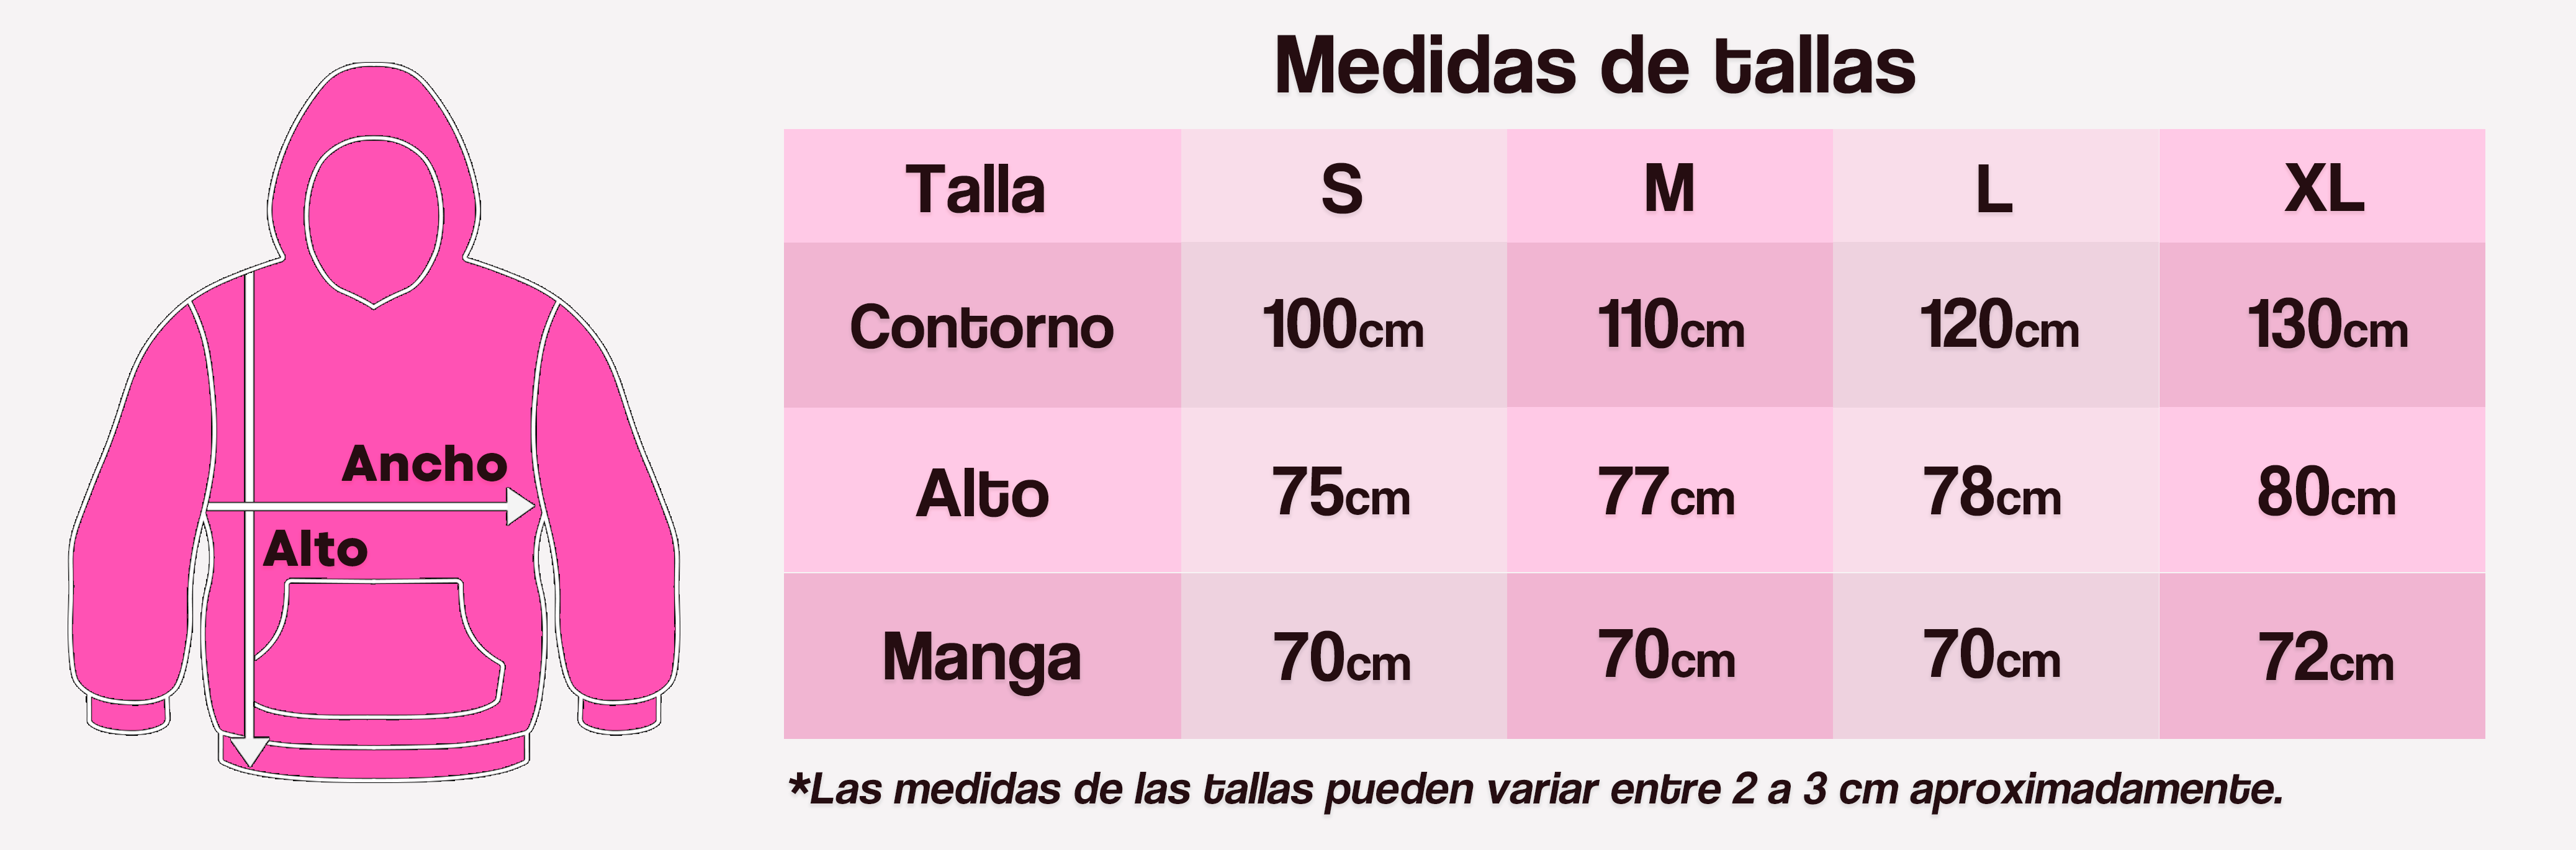 Medidas de tallas
Talla S M L XL
Contorno 100cm 110cm 120cm 130cm
Alto 75cm 77cm 78cm 80cm
Manga 70cm 70cm 70cm 72cm
*Las medidas de las tallas pueden variar entre 2 a 3 cm aproximadamente.
Ancho
Alto